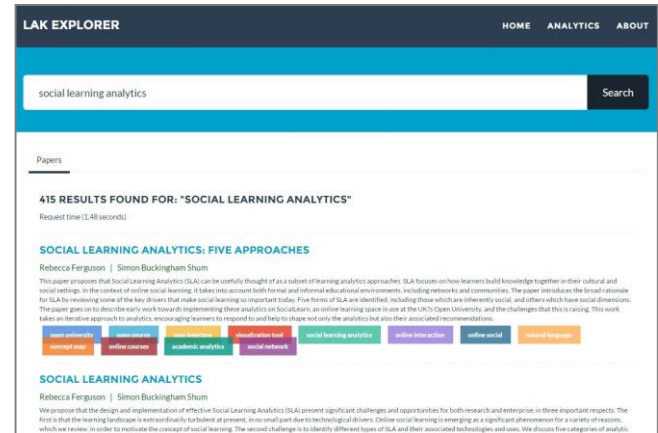 LAK EXPLORER
HOME ANALYTICS ABOUT
social learning analytics Search
Papers
415 RESULTS FOUND FOR: "SOCIAL LEARNING ANALYTICS"
Request time (1,48 seconds)
SOCIAL LEARNING ANALYTICS: FIVE APPROACHES
Rebecca Ferguson | Simon Buckingham Shum
This paper proposes that Social Learning Analytics (SLA) can be usefully thought of as a subset of learning analytics approaches. SLA focuses on how learners build knowledge together in their cultural and
social settings. In the context of online social learning, it takes into account both formal and informal educational environments, including networks and communities. The paper introduces the broad rationale
for SLA by reviewing some of the key drivers that make social learning so important today. Five forms of SLA are identified, including those which are inherently social, and others which have social dimensions.
The paper goes on to describe early work towards implementing these analytics on SocialLearn, an online learning space in use at the UK's Open University, and the challenges that this is raising. This work
takes an iterative approach to analytics, encouraging learners to respond to and help to shape not only the analytics but also their associated recommendations.
open university open source user interface visualization tool social learning analytics online interaction online social natural language
concept map online courses academic analytics social network
SOCIAL LEARNING ANALYTICS
Rebecca Ferguson | Simon Buckingham Shum
We propose that the design and implementation of effective Social Learning Analytics (SLA) present significant challenges and opportunities for both research and enterprise, in three important respects. The
first is that the learning landscape is extraordinarily turbulent at present, in no small part due to technological drivers. Online social learning is emerging as a significant phenomenon for a variety of reasons,
which we review, in order to motivate the concept of social learning. The second challenge is to identify different types of SLA and their associated technologies and uses. We discuss five categories of analytic